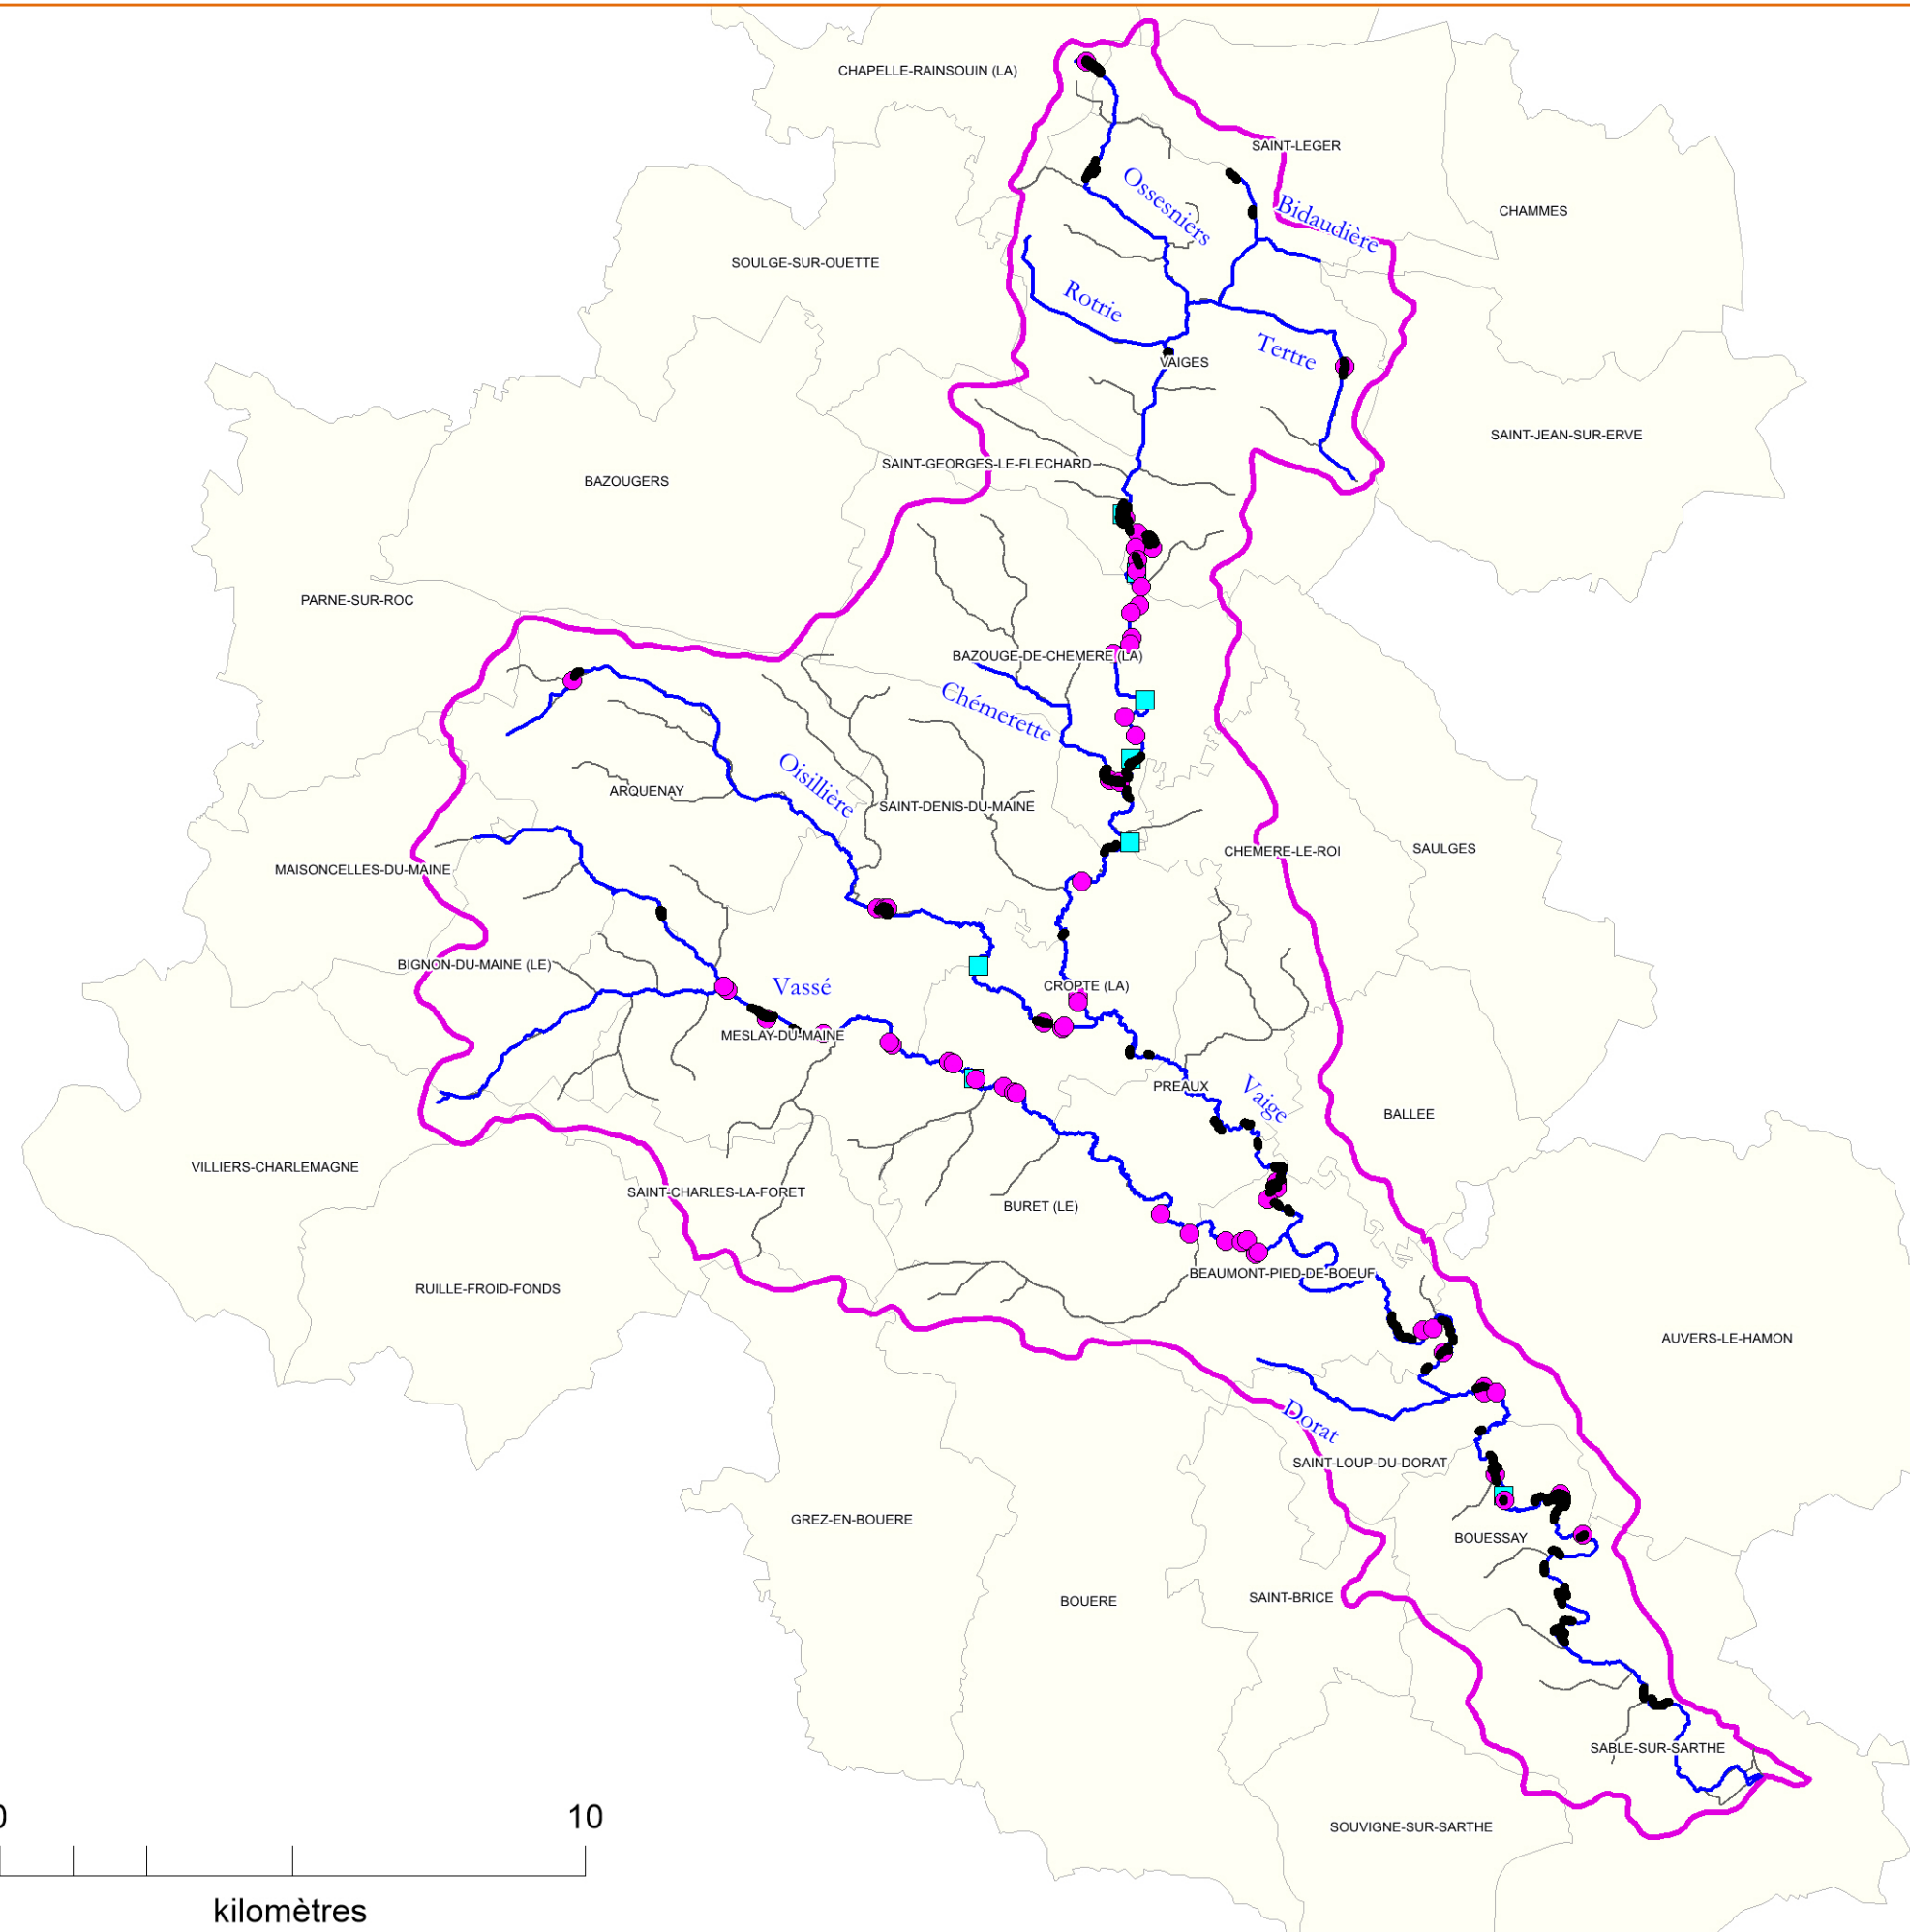 CHAPELLE-RAINSOUIN (LA)
SAINT-LEGER
Ossesniers
Bidaudière
CHAMMES
SOULGE-SUR-OUETTE
Rotrie
Tertre
VAIGES
SAINT-JEAN-SUR-ERVE
SAINT-GEORGES-LE-FLECHARD
BAZOUGERS
PARNE-SUR-ROC
BAZOUGE-DE-CHEMERE (LA)
Chémerette
Oisillière
ARQUENAY
SAINT-DENIS-DU-MAINE
CHEMERE-LE-ROI
SAULGES
MAISONCELLES-DU-MAINE
BIGNON-DU-MAINE (LE)
Vassé
CROPTE (LA)
MESLAY-DU-MAINE
PREAUX
Vaige
BALLEE
VILLIERS-CHARLEMAGNE
SAINT-CHARLES-LA-FORET
BURET (LE)
BEAUMONT-PIED-DE-BOEUF
RUILLE-FROID-FONDS
AUVERS-LE-HAMON
Dorat
SAINT-LOUP-DU-DORAT
GREZ-EN-BOUERE
BOUESSAY
BOUERE
SAINT-BRICE
SABLE-SUR-SARTHE
SOUVIGNE-SUR-SARTHE
0 10
kilomètres